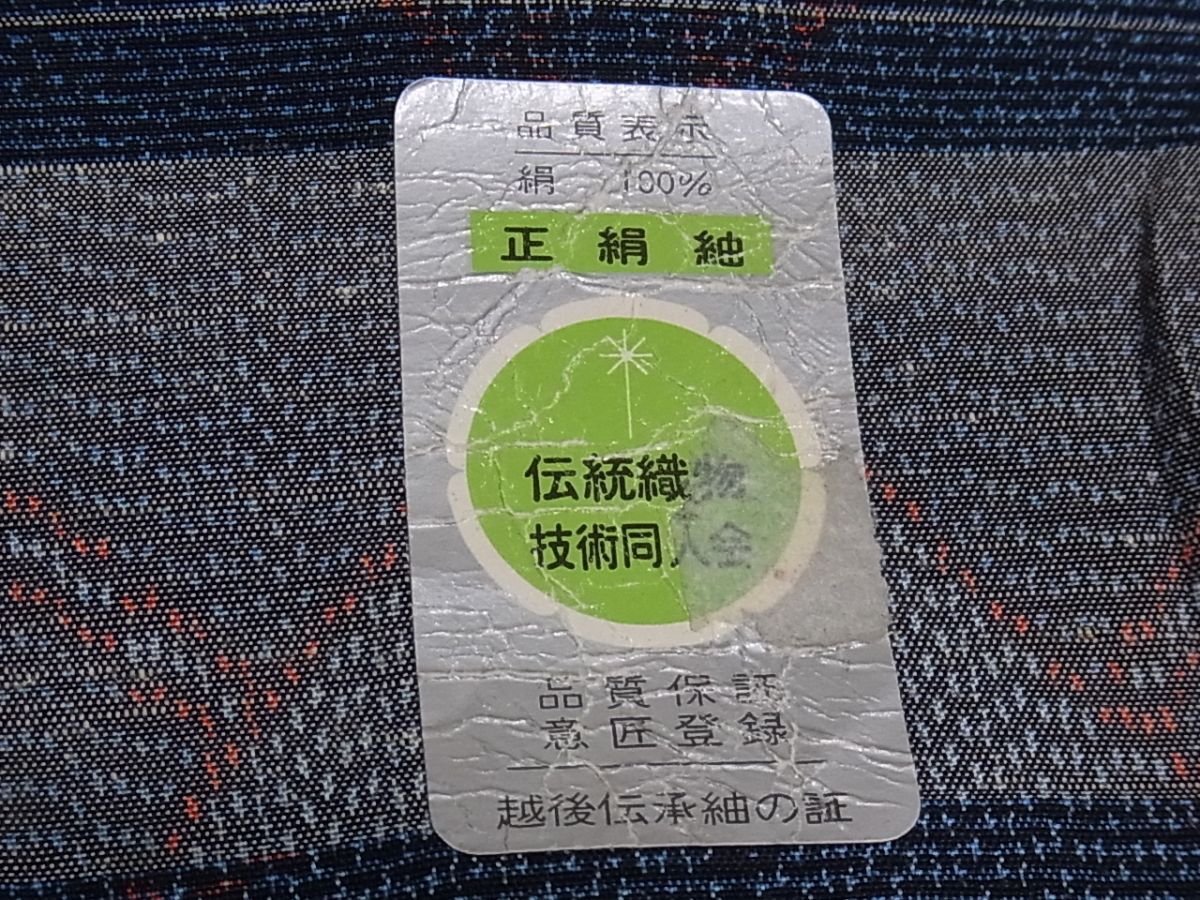 品質表示
絹 100%
正絹紬
伝統織物
技術同人会
品質保証
意匠登録
越後伝承紬の証